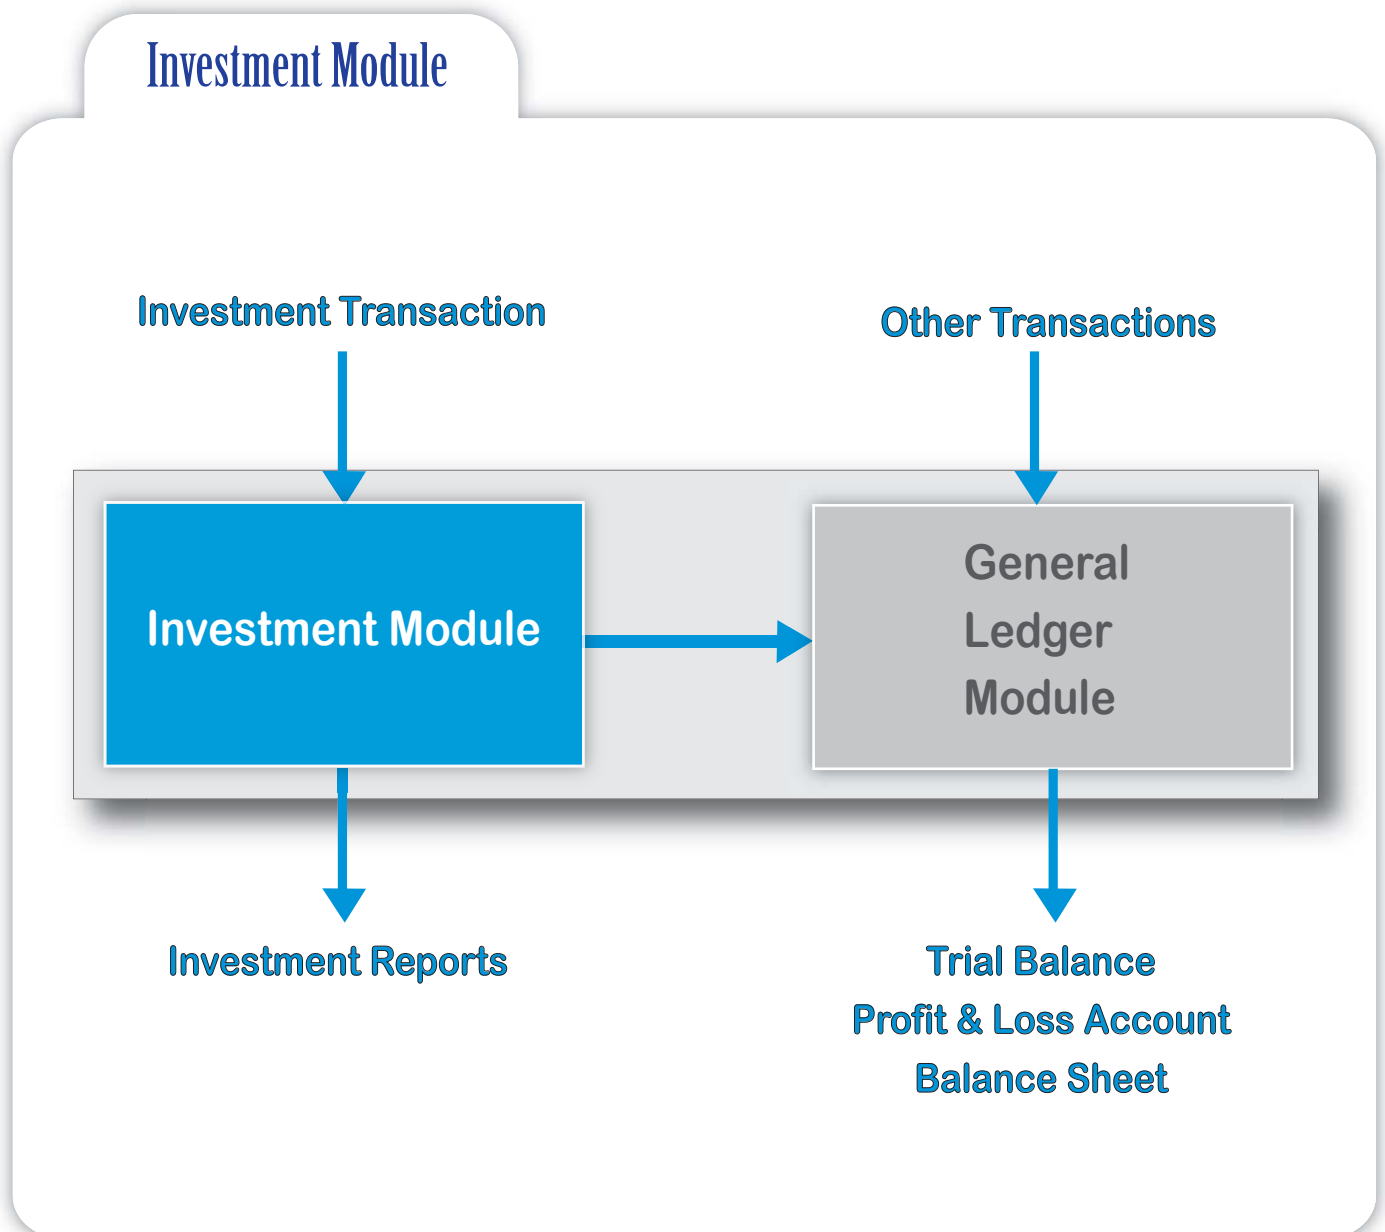 Investment Module
Investment Transaction
Other Transactions
Investment Module
General
Ledger
Module
Investment Reports
Trial Balance
Profit & Loss Account
Balance Sheet